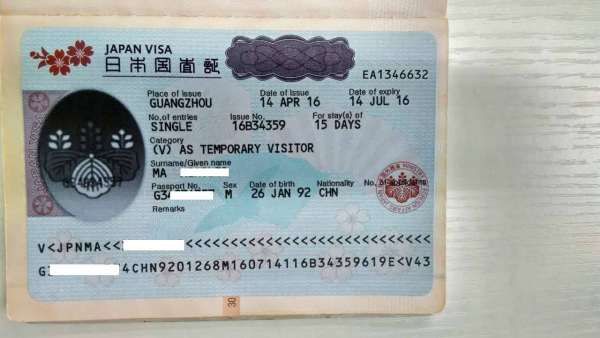 JAPAN VISA
日本国査証
EA1346632
Place of issue Date of issue Date of expiry
GUANGZHOU 14 APR 16 14 JUL 16
No.of entries Issue No. For stay(s) of
SINGLE 16B34359 15 DAYS
Category
(V) AS TEMPORARY VISITOR
Surname/Given name
MA
Passport No. Sex Date of birth Nationality
M 26 JAN 92 CHN
Remarks
V<JPNMA<< <<<<<<<<<<<<<<<<<<<<<<<<
G 4CHN9201268M160714116B34359619E<V43
30